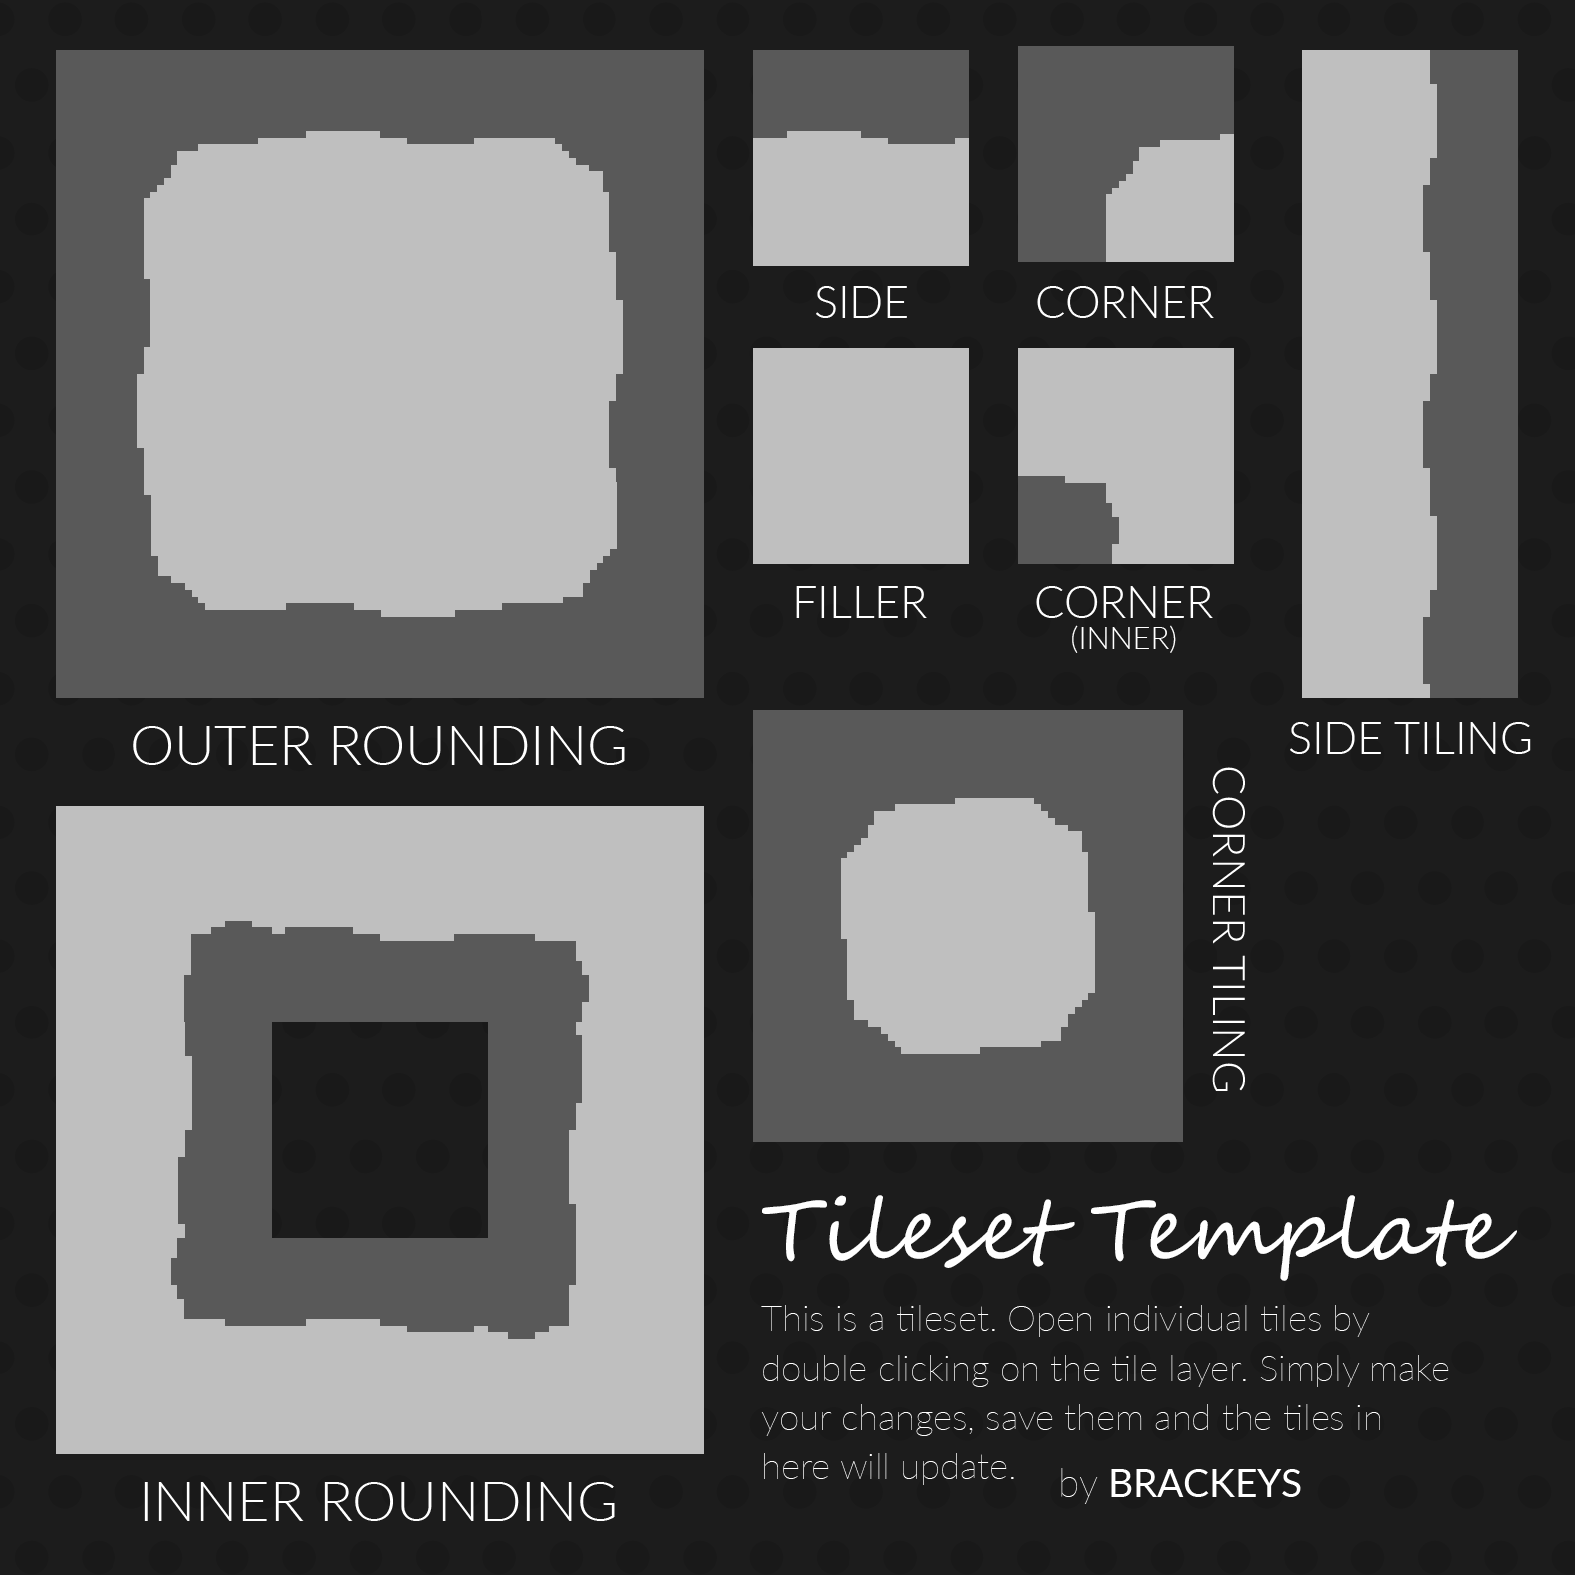 SIDE
CORNER
FILLER
CORNER
(INNER)
OUTER ROUNDING
SIDE TILING
CORNER TILING
INNER ROUNDING
Tileset Template
This is a tileset. Open individual tiles by
double clicking on the tile layer. Simply make
your changes, save them and the tiles in
here will update.
by BRACKEYS